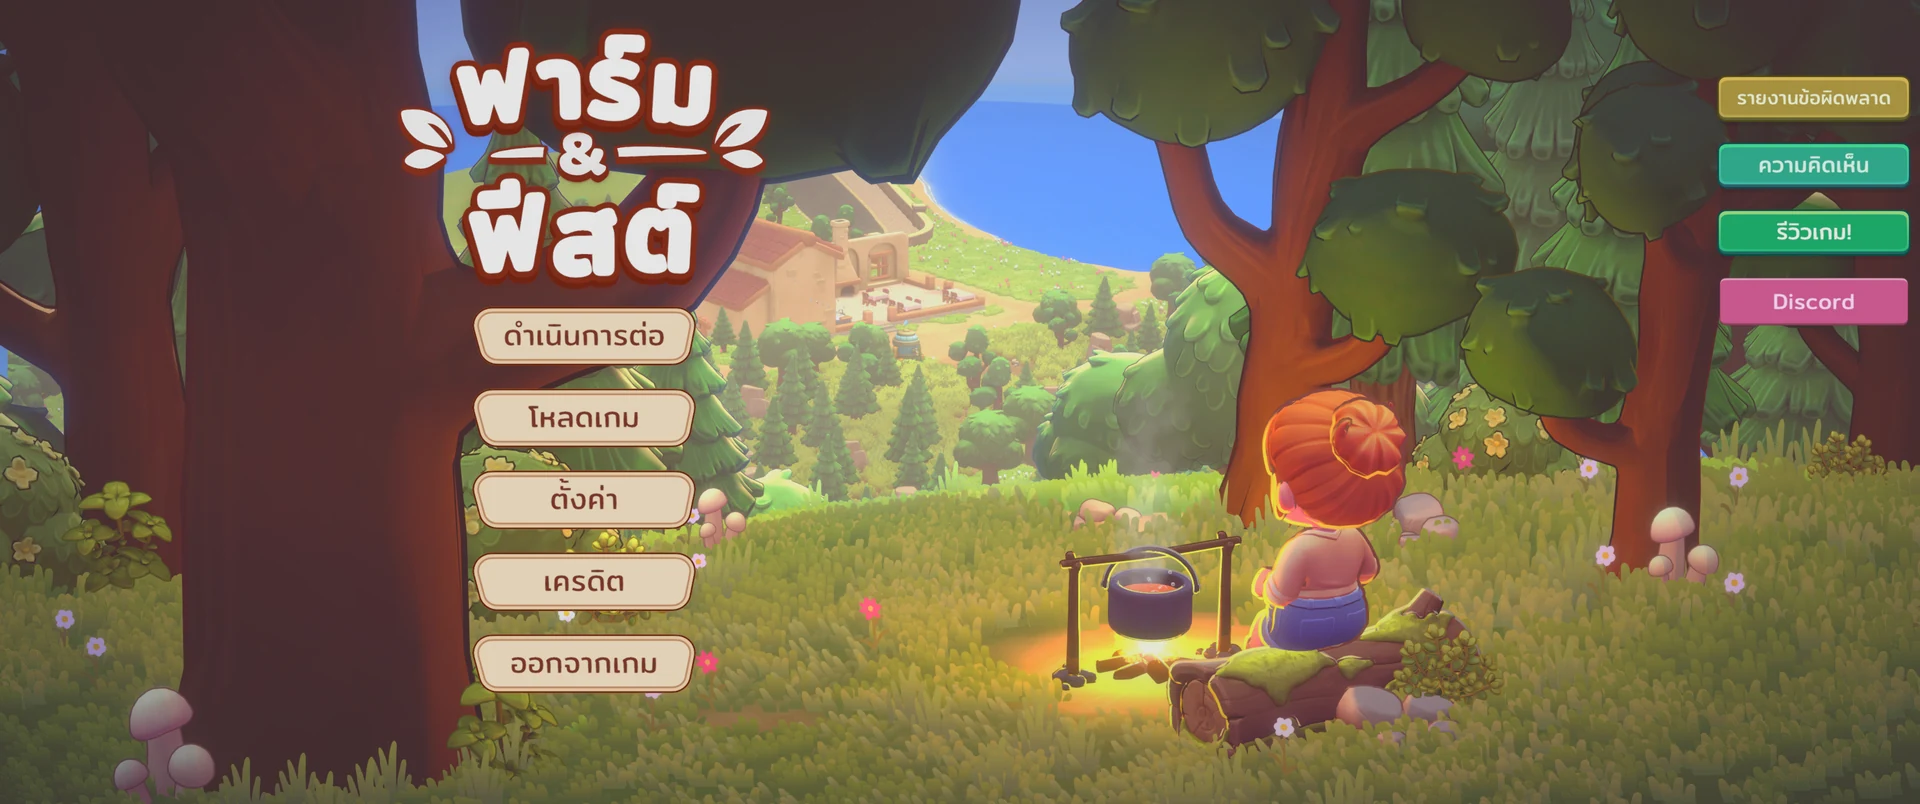 ฟาร์ม
&
ฟีสต์
ดำเนินการต่อ
โหลดเกม
ตั้งค่า
เครดิต
ออกจากเกม
รายงานข้อผิดพลาด
ความคิดเห็น
รีวิวเกม!
Discord